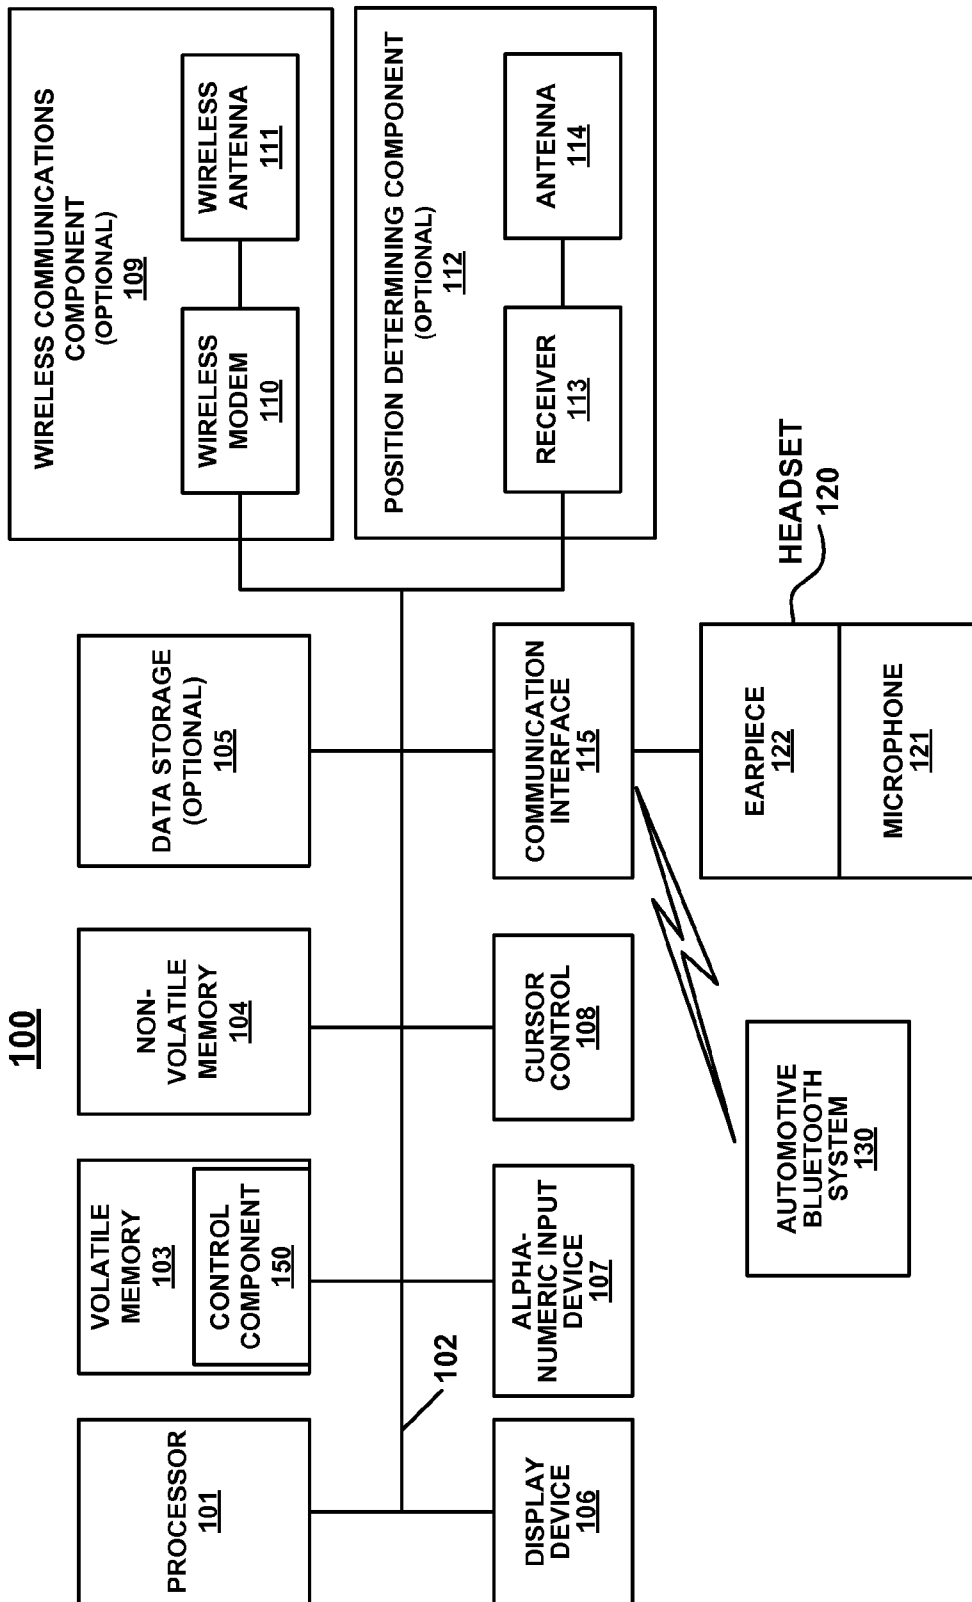 100
PROCESSOR
101
VOLATILE
MEMORY
103
CONTROL
COMPONENT
150
NON-
VOLATILE
MEMORY
104
DATA STORAGE
(OPTIONAL)
105
WIRELESS COMMUNICATIONS
COMPONENT
(OPTIONAL)
109
WIRELESS
MODEM
110
WIRELESS
ANTENNA
111
POSITION DETERMINING COMPONENT
(OPTIONAL)
112
RECEIVER
113
ANTENNA
114
102
DISPLAY
DEVICE
106
ALPHA-
NUMERIC INPUT
DEVICE
107
CURSOR
CONTROL
108
COMMUNICATION
INTERFACE
115
HEADSET
120
EARPIECE
122
MICROPHONE
121
AUTOMOTIVE
BLUETOOTH
SYSTEM
130